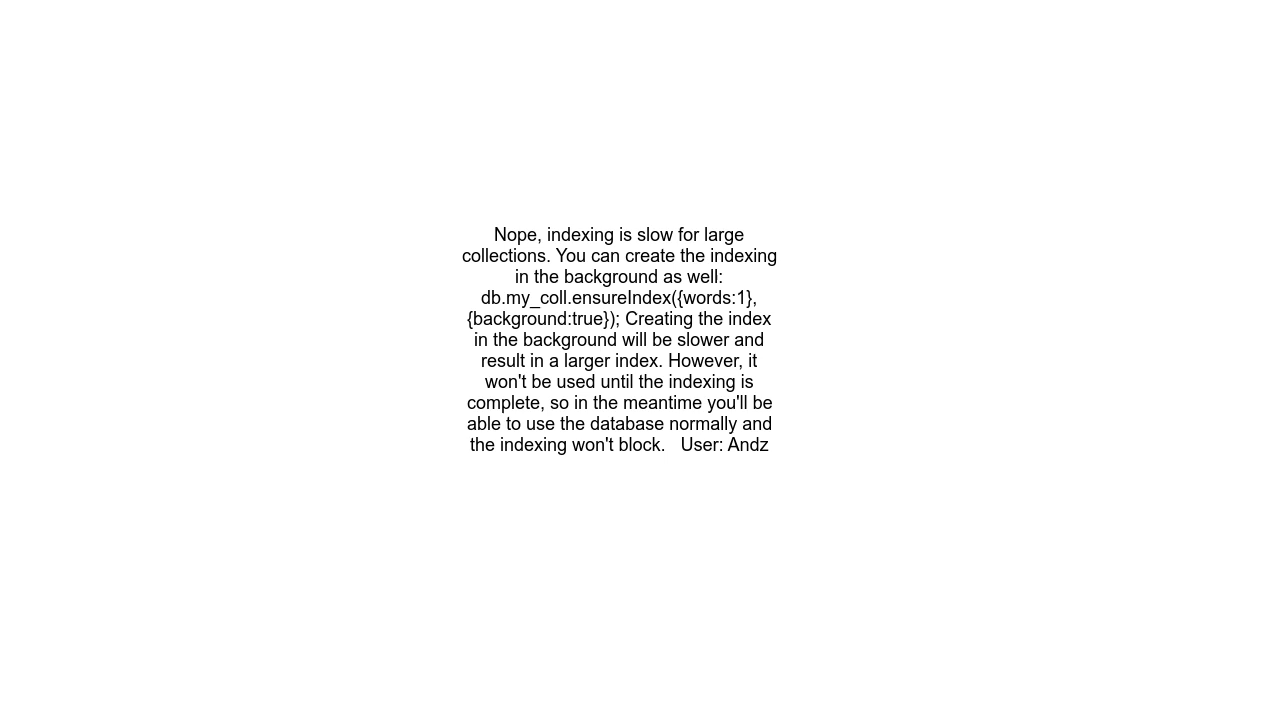 Nope, indexing is slow for large
collections. You can create the indexing
in the background as well:
db.my_coll.ensureIndex({words:1},
{background:true}); Creating the index
in the background will be slower and
result in a larger index. However, it
won't be used until the indexing is
complete, so in the meantime you'll be
able to use the database normally and
the indexing won't block.   User: Andz